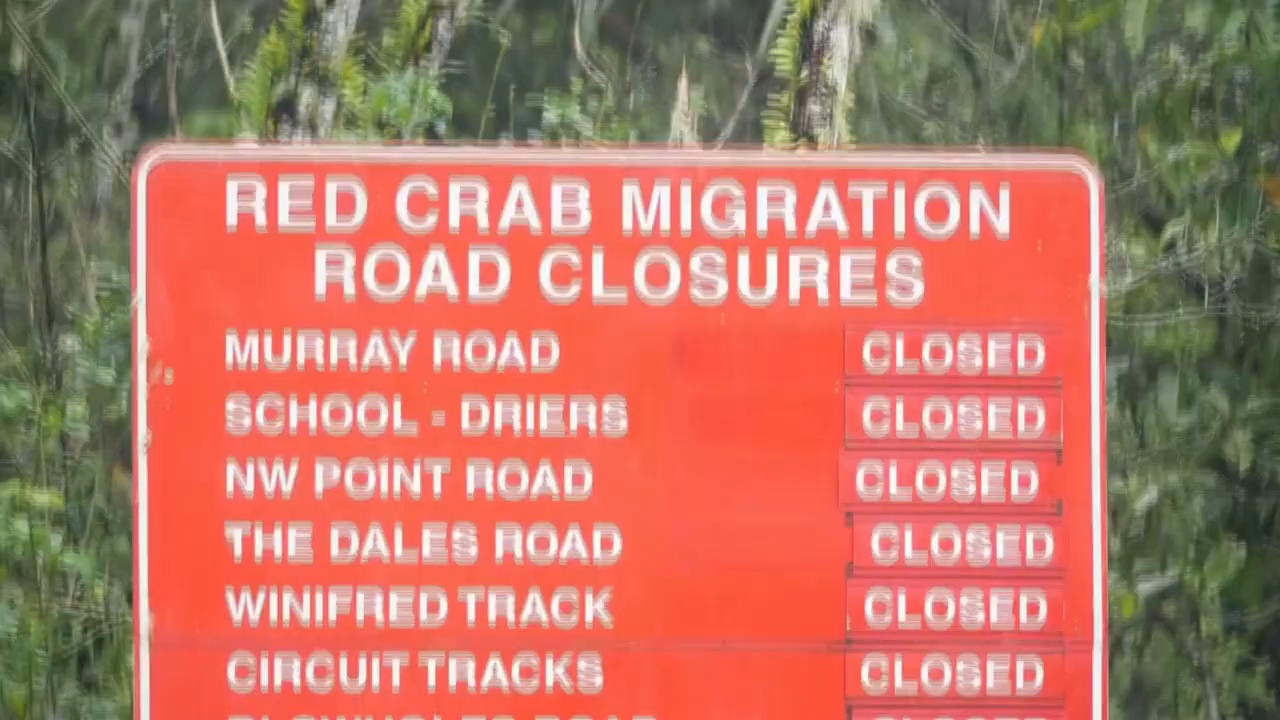 RED CRAB MIGRATION
ROAD CLOSURES
MURRAY ROAD CLOSED
SCHOOL - DRIERS CLOSED
NW POINT ROAD CLOSED
THE DALES ROAD CLOSED
WINIFRED TRACK CLOSED
CIRCUIT TRACKS CLOSED